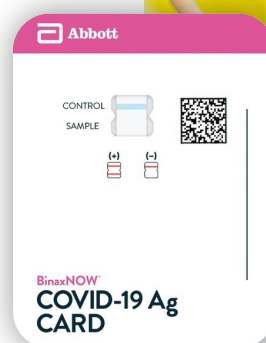 Abbott
CONTROL
SAMPLE
(+) (-)
BinaxNOW™
COVID-19 Ag
CARD